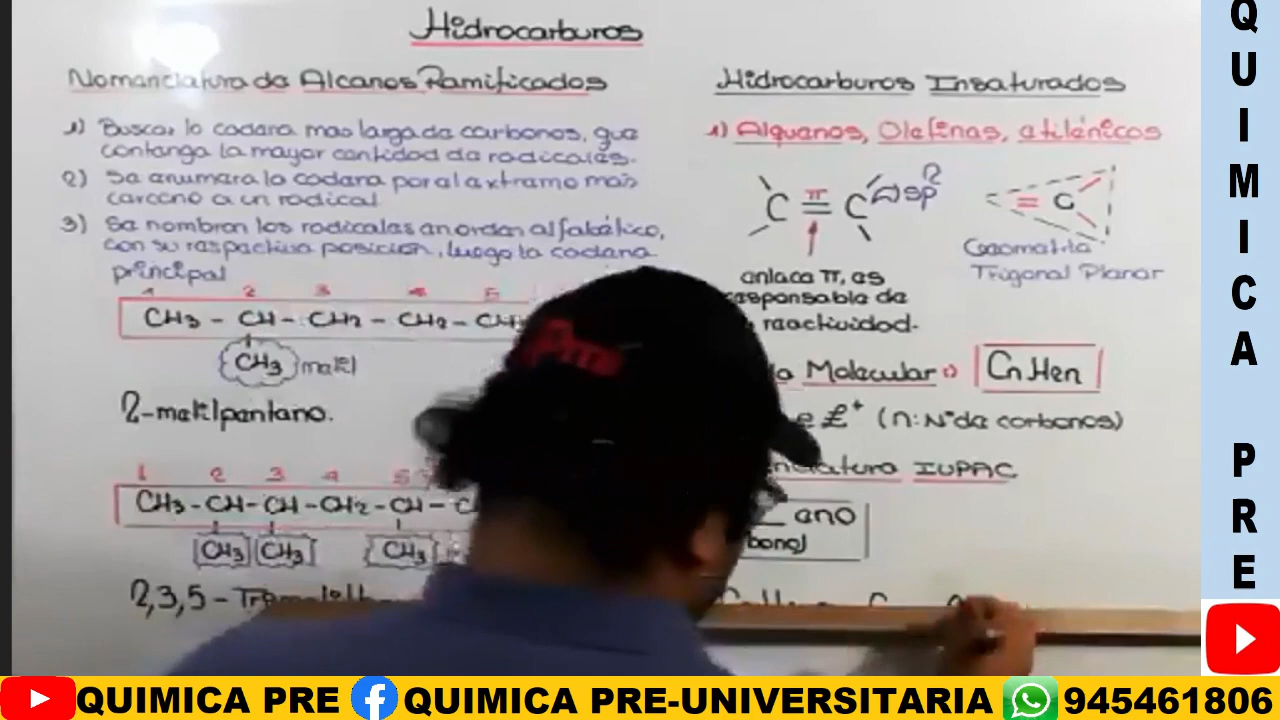 Hidrocarburos
Nomenclatura de Alcanos Ramificados
1) Buscar la cadena mas larga de carbonos, que
contenga la mayor cantidad de radicales.
2) Se enumera la cadena por el extremo más
cercano a un radical
3) Se nombran los radicales en orden alfabético,
con su respectiva posición, luego la cadena
principal
1 2 3 4 5
CH3 - CH - CH2 - CH2 - CH
CH3 metil
2-metilpentano.
1 2 3 4 5
CH3 - CH - CH - CH2 - CH - C
CH3 CH3 CH3
2,3,5 - Trimetil
Hidrocarburos Insaturados
1) Alquenos, Olefinas, etilénicos
C π C sp2
= C
Geometría
Trigonal Planar
enlace π, es
responsable de
reactividad.
Molecular
CnH2n
(n: N° de carbonos)
IUPAC
eno
QUIMICA PRE
QUIMICA PRE
QUIMICA PRE-UNIVERSITARIA
945461806